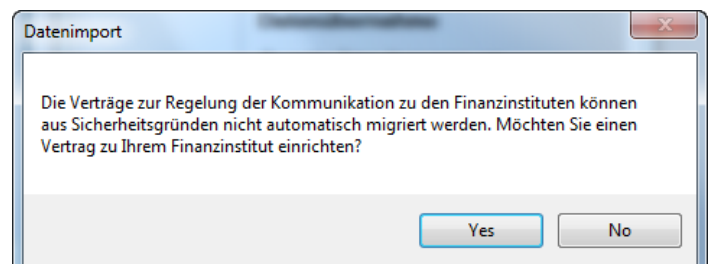 Datenimport
Die Verträge zur Regelung der Kommunikation zu den Finanzinstituten können
aus Sicherheitsgründen nicht automatisch migriert werden. Möchten Sie einen
Vertrag zu Ihrem Finanzinstitut einrichten?
Yes No